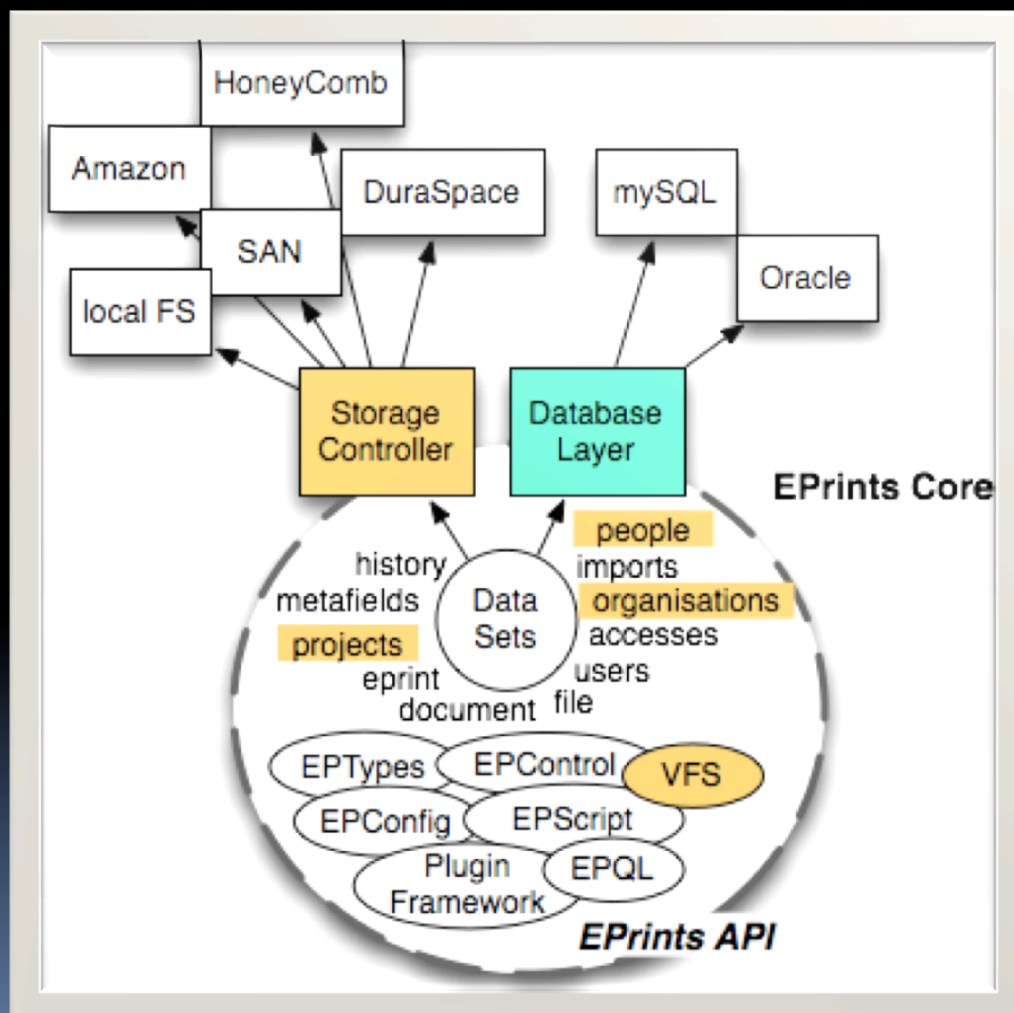 HoneyComb
Amazon
DuraSpace
mySQL
SAN
Oracle
local FS
Storage
Controller
Database
Layer
EPrints Core
people
history
imports
metafields
Data
Sets
organisations
projects
accesses
eprint
users
document
file
EPTypes
EPControl
VFS
EPConfig
EPScript
Plugin
Framework
EPQL
EPrints API